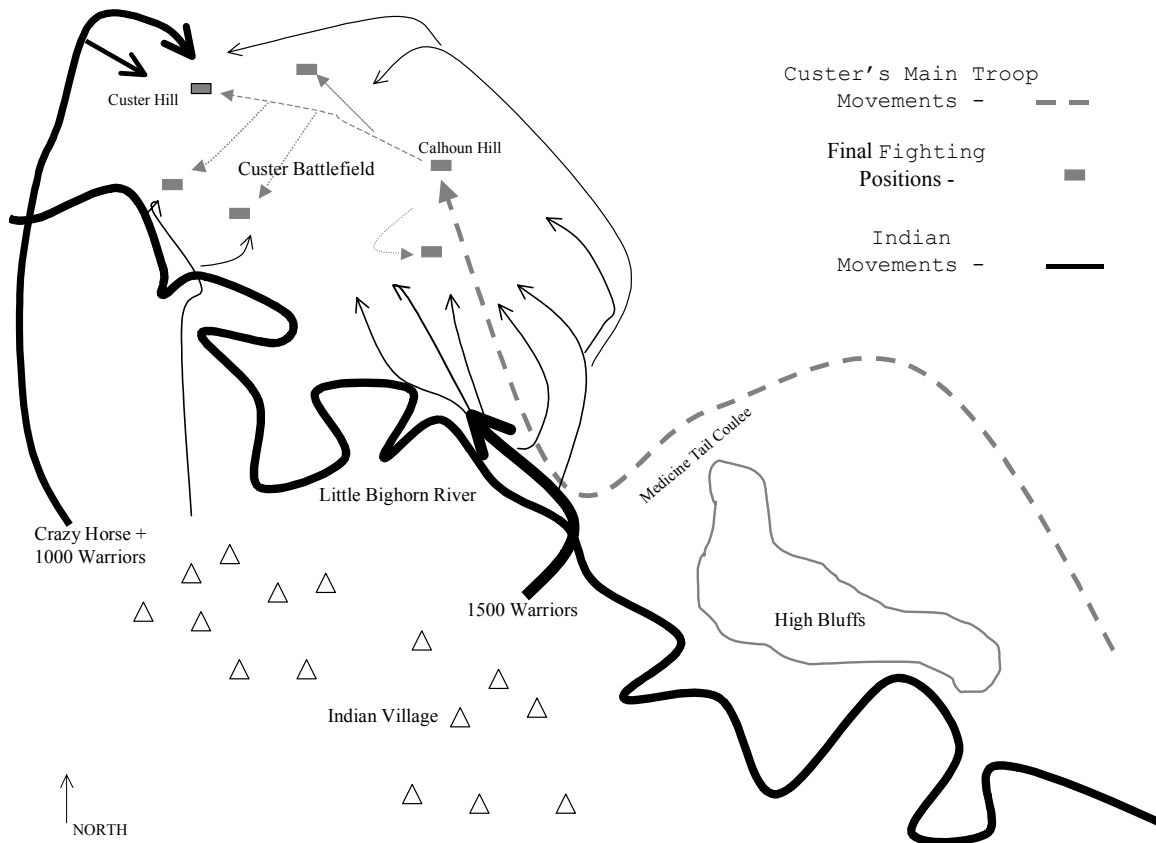 Custer's Main Troop
Movements -
Custer Hill
Calhoun Hill
Final Fighting
Positions -
Custer Battlefield
Indian
Movements -
Medicine Tail Coulee
Little Bighorn River
Crazy Horse +
1000 Warriors
1500 Warriors
High Bluffs
Indian Village
NORTH